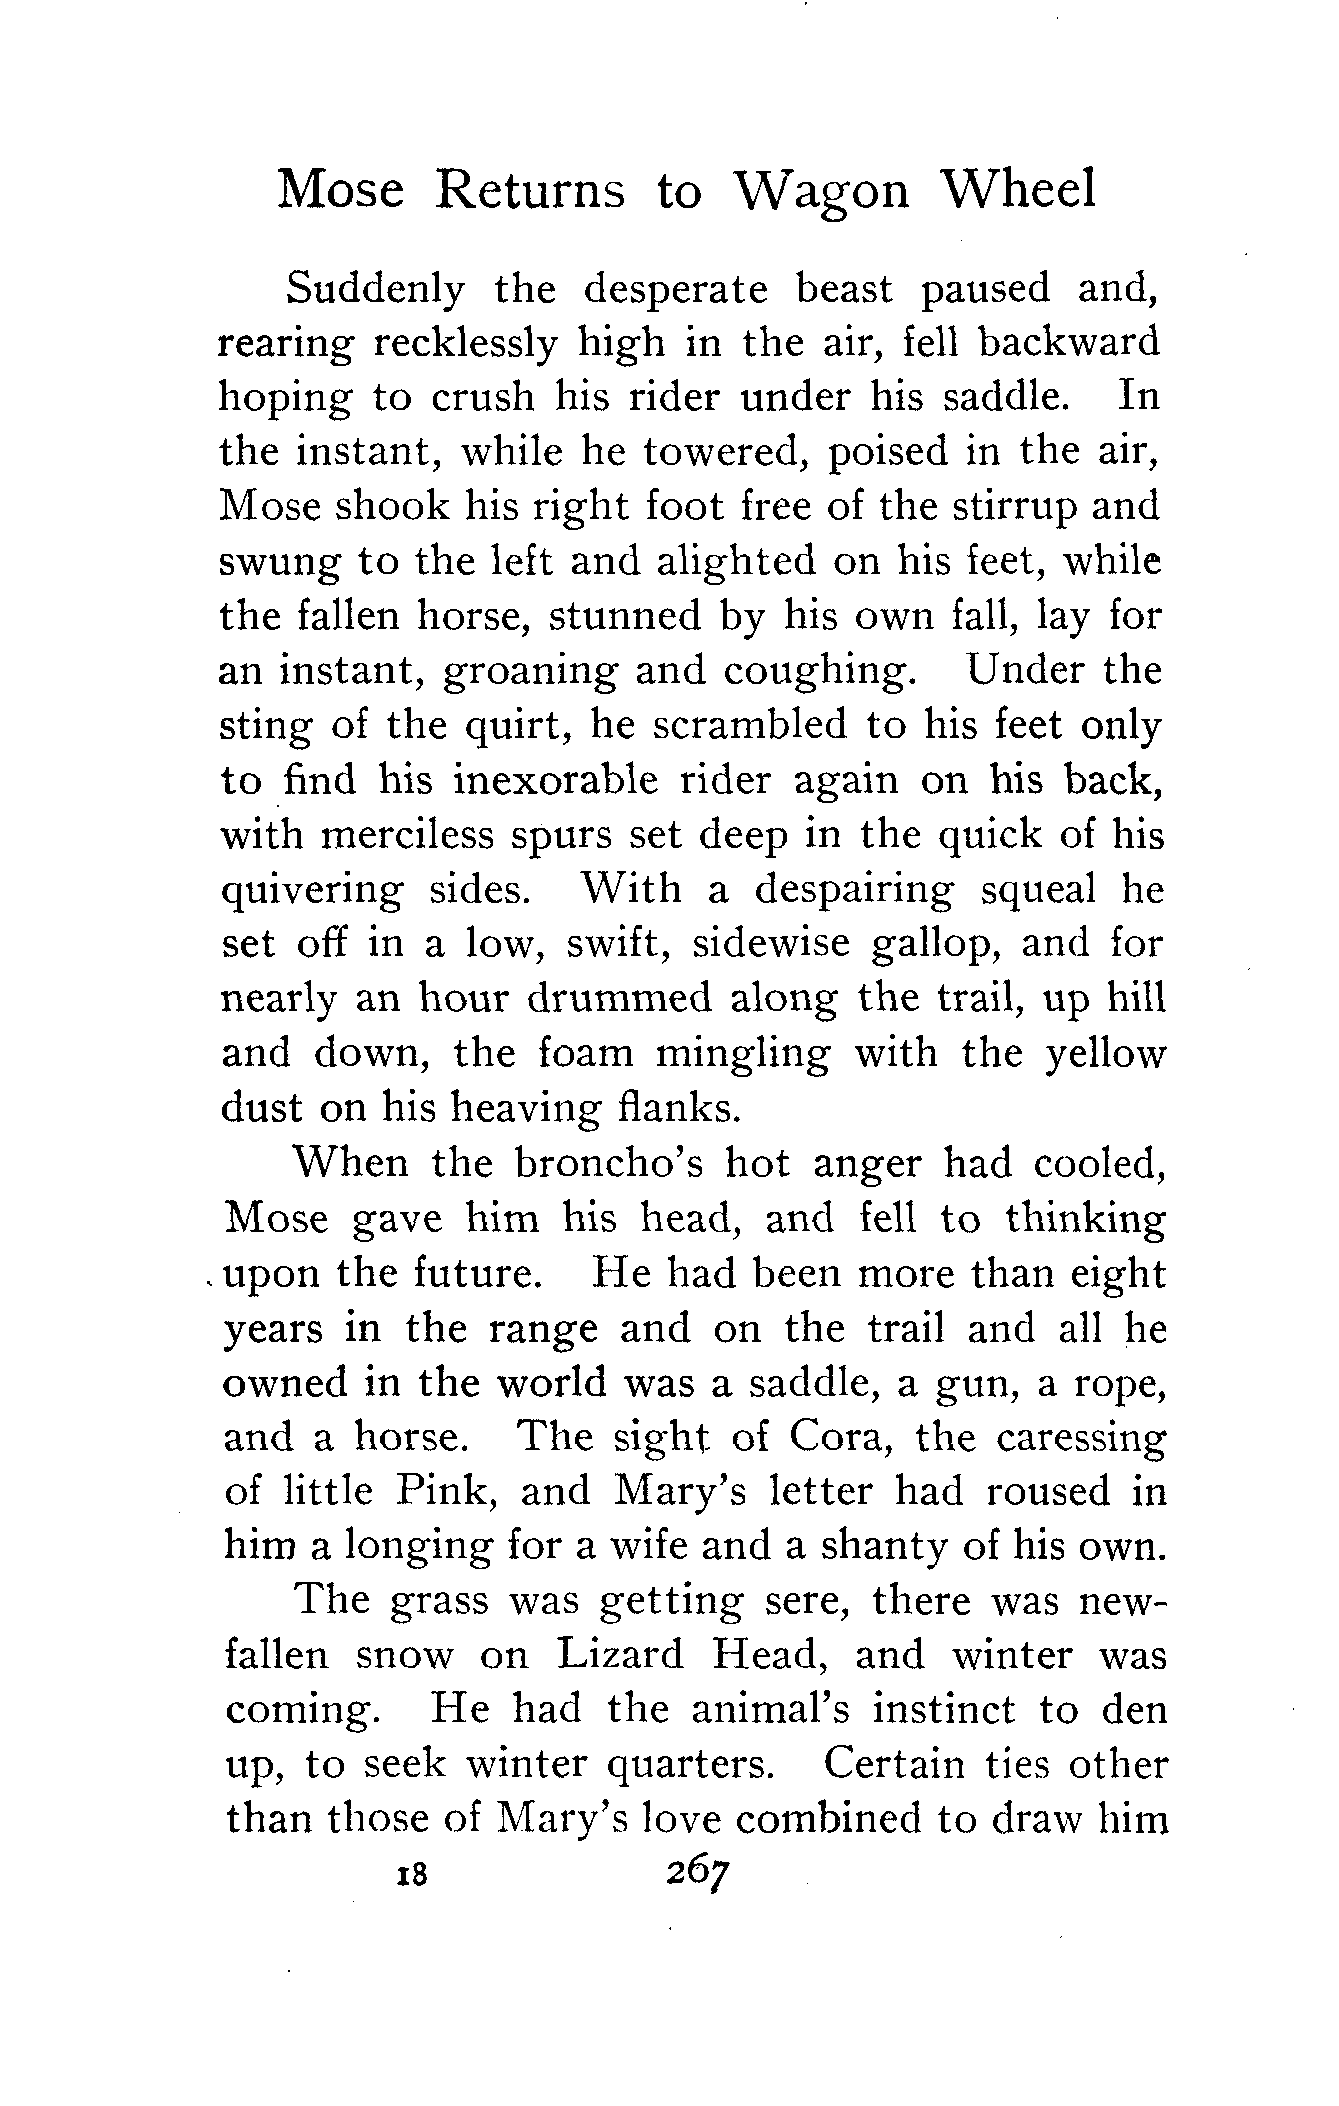 Mose Returns to Wagon Wheel
Suddenly the desperate beast paused and,
rearing recklessly high in the air, fell backward
hoping to crush his rider under his saddle. In
the instant, while he towered, poised in the air,
Mose shook his right foot free of the stirrup and
swung to the left and alighted on his feet, while
the fallen horse, stunned by his own fall, lay for
an instant, groaning and coughing. Under the
sting of the quirt, he scrambled to his feet only
to find his inexorable rider again on his back,
with merciless spurs set deep in the quick of his
quivering sides. With a despairing squeal he
set off in a low, swift, sidewise gallop, and for
nearly an hour drummed along the trail, up hill
and down, the foam mingling with the yellow
dust on his heaving flanks.
When the broncho's hot anger had cooled,
Mose gave him his head, and fell to thinking
upon the future. He had been more than eight
years in the range and on the trail and all he
owned in the world was a saddle, a gun, a rope,
and a horse. The sight of Cora, the caressing
of little Pink, and Mary's letter had roused in
him a longing for a wife and a shanty of his own.
The grass was getting sere, there was new-
fallen snow on Lizard Head, and winter was
coming. He had the animal's instinct to den
up, to seek winter quarters. Certain ties other
than those of Mary's love combined to draw him
18 267